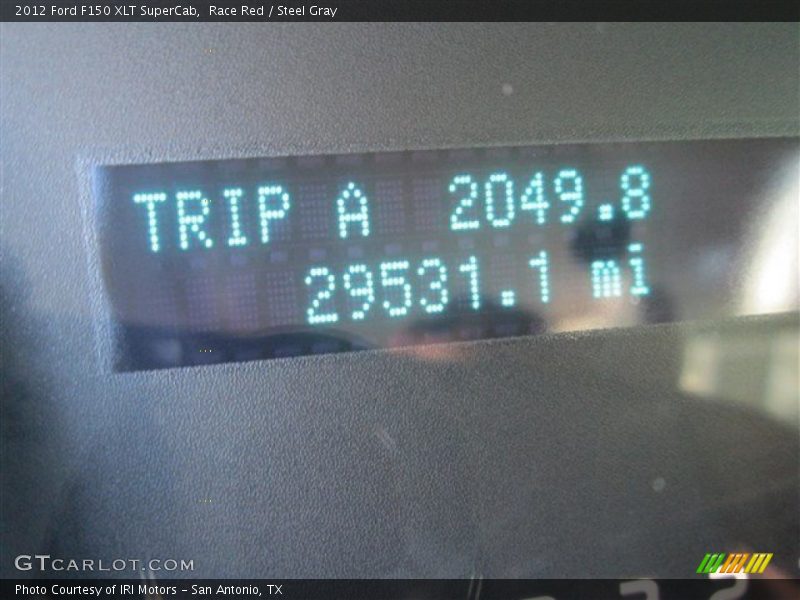 2012 Ford F150 XLT SuperCab, Race Red / Steel Gray
TRIP A 2049.8
29531.1 mi
GTCARLOT.COM
Photo Courtesy of IRI Motors - San Antonio, TX